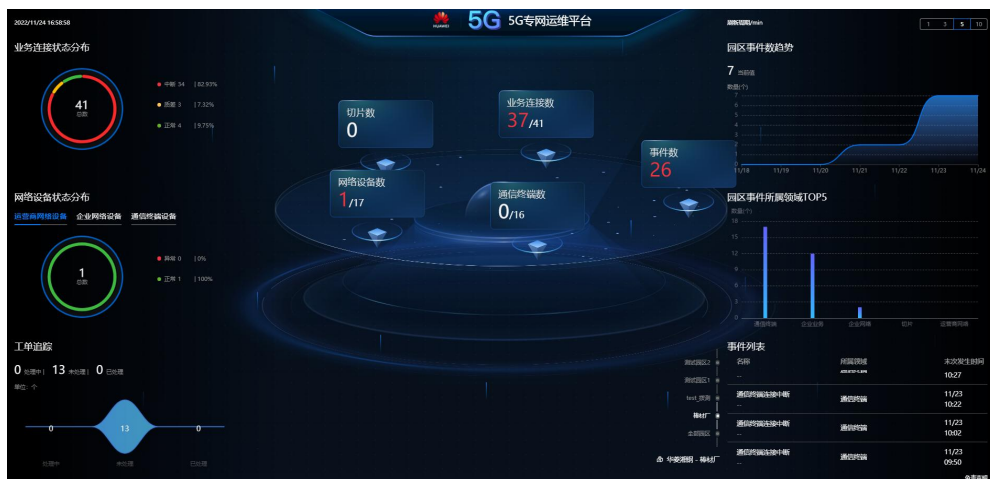 2022/11/24 16:58:58
HUAWEI
5G 5G专网运维平台
/min
1 3 5 10
业务连接状态分布
41
总数
中断 34 | 82.93%
质差 3 | 7.32%
正常 4 | 9.75%
网络设备状态分布
运营商网络设备 企业网络设备 通信终端设备
1
总数
异常 0 | 0%
正常 1 | 100%
工单追踪
0 处理中 | 13 未处理 | 0 已处理
单位：个
0 13 0
处理中 未处理 已处理
切片数
0
业务连接数
37/41
事件数
26
网络设备数
1/17
通信终端数
0/16
测试园区2
测试园区1
test_拨测
棒材厂
金戳园区
华菱湘钢 - 棒材厂
园区事件数趋势
7 当前值
数量(个)
7
6
5
4
3
2
1
0
11/18 11/19 11/20 11/21 11/22 11/23 11/24
园区事件所属领域TOP5
数量(个)
18
15
12
9
6
3
0
通信终端 企业业务 企业网络 切片 运营商网络
事件列表
名称 所属领域 末次发生时间
...
10:27
通信终端连接中断 通信终端 11/23
... 10:22
通信终端连接中断 通信终端 11/23
... 10:02
通信终端连接中断 通信终端 11/23
... 09:50
免责声明